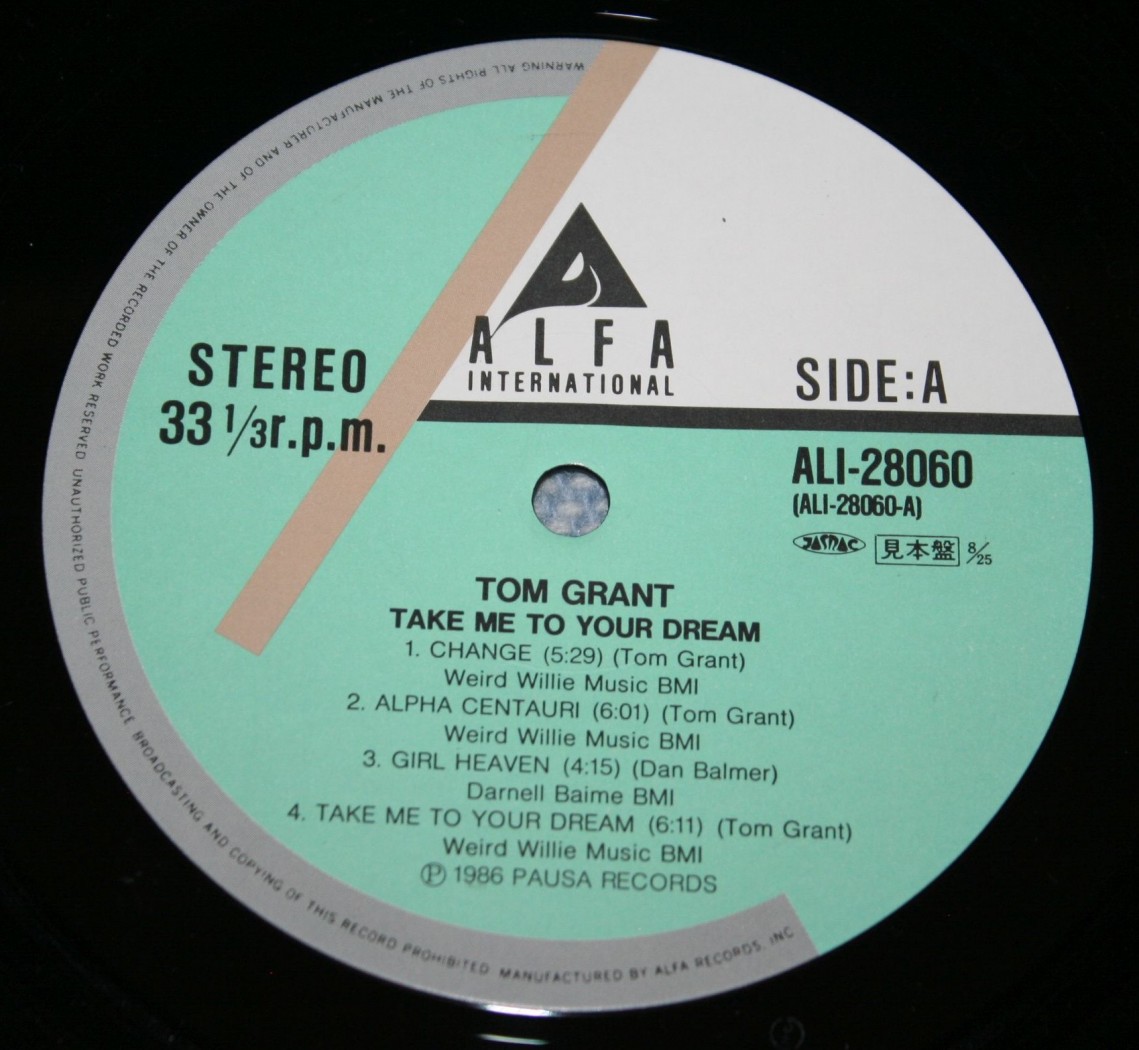 WARNING ALL RIGHTS OF THE MANUFACTURER AND OF THE OWNER OF THE RECORDED WORK RESERVED UNAUTHORIZED PUBLIC PERFORMANCE BROADCASTING AND COPYING OF THIS RECORD PROHIBITED MANUFACTURED BY ALFA RECORDS, INC
ALFA
INTERNATIONAL
STEREO
33 1/3 r.p.m.
SIDE:A
ALI-28060
(ALI-28060-A)
JASRAC 見本盤 8/25
TOM GRANT
TAKE ME TO YOUR DREAM
1. CHANGE (5:29) (Tom Grant)
Weird Willie Music BMI
2. ALPHA CENTAURI (6:01) (Tom Grant)
Weird Willie Music BMI
3. GIRL HEAVEN (4:15) (Dan Balmer)
Darnell Baime BMI
4. TAKE ME TO YOUR DREAM (6:11) (Tom Grant)
Weird Willie Music BMI
Ⓟ 1986 PAUSA RECORDS